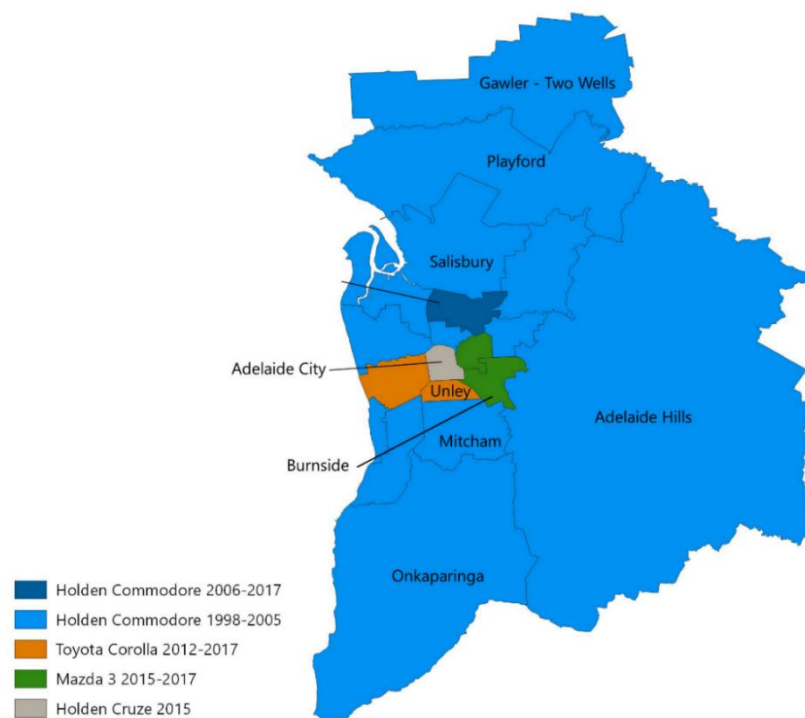 Gawler - Two Wells
Playford
Salisbury
Adelaide City
Unley
Adelaide Hills
Mitcham
Burnside
Onkaparinga
Holden Commodore 2006-2017
Holden Commodore 1998-2005
Toyota Corolla 2012-2017
Mazda 3 2015-2017
Holden Cruze 2015